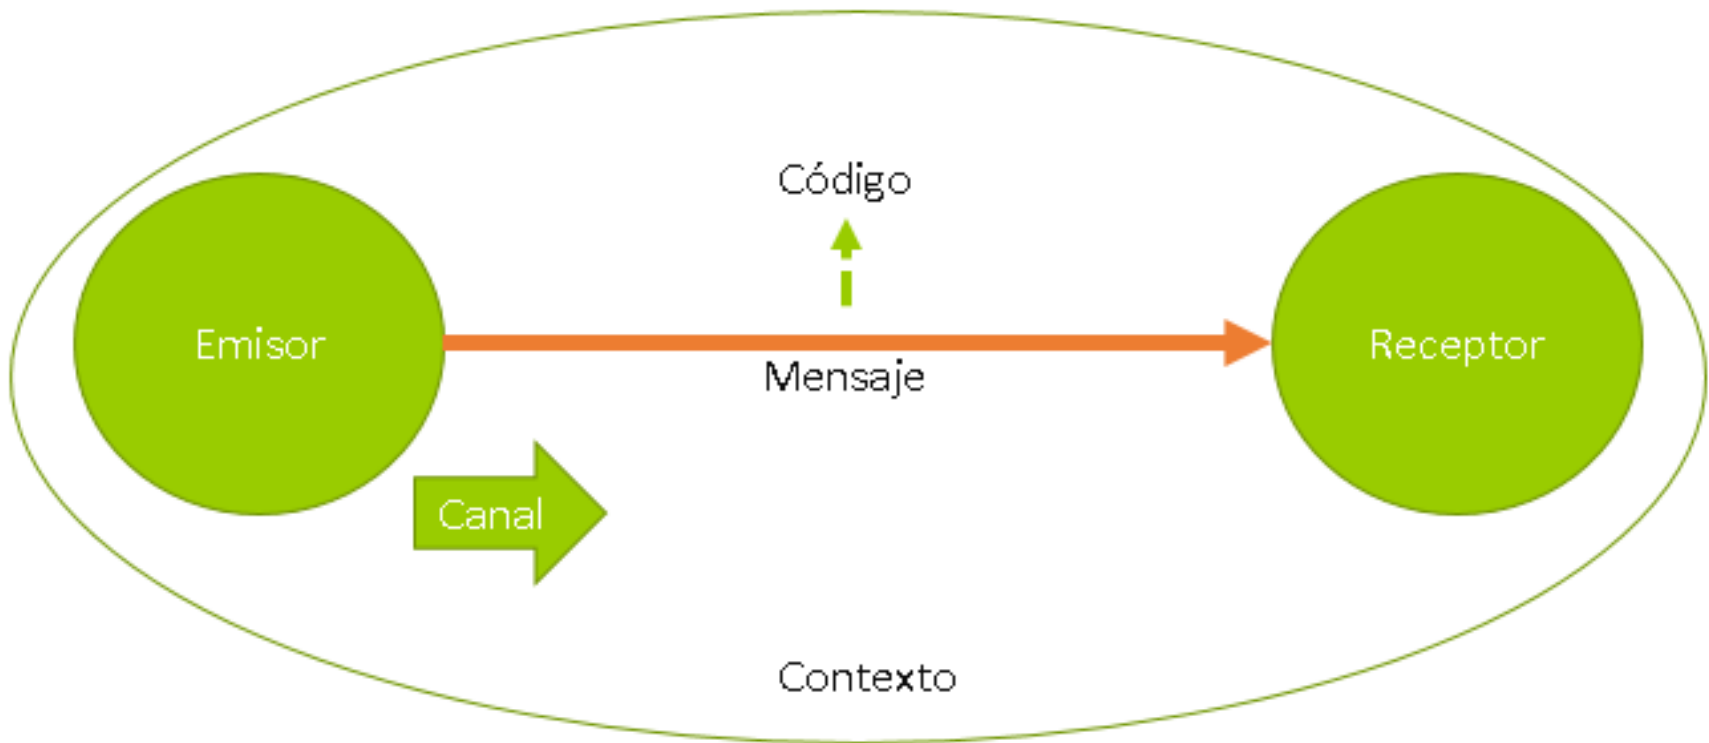 Código
Emisor
Mensaje
Receptor
Canal
Contexto